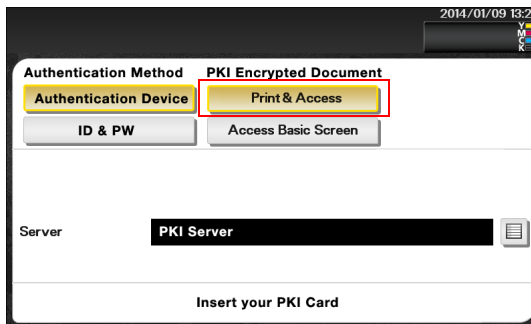 2014/01/09 13:2
Y
M
C
K
Authentication Method PKI Encrypted Document
Authentication Device Print & Access
ID & PW Access Basic Screen
Server PKI Server
Insert your PKI Card